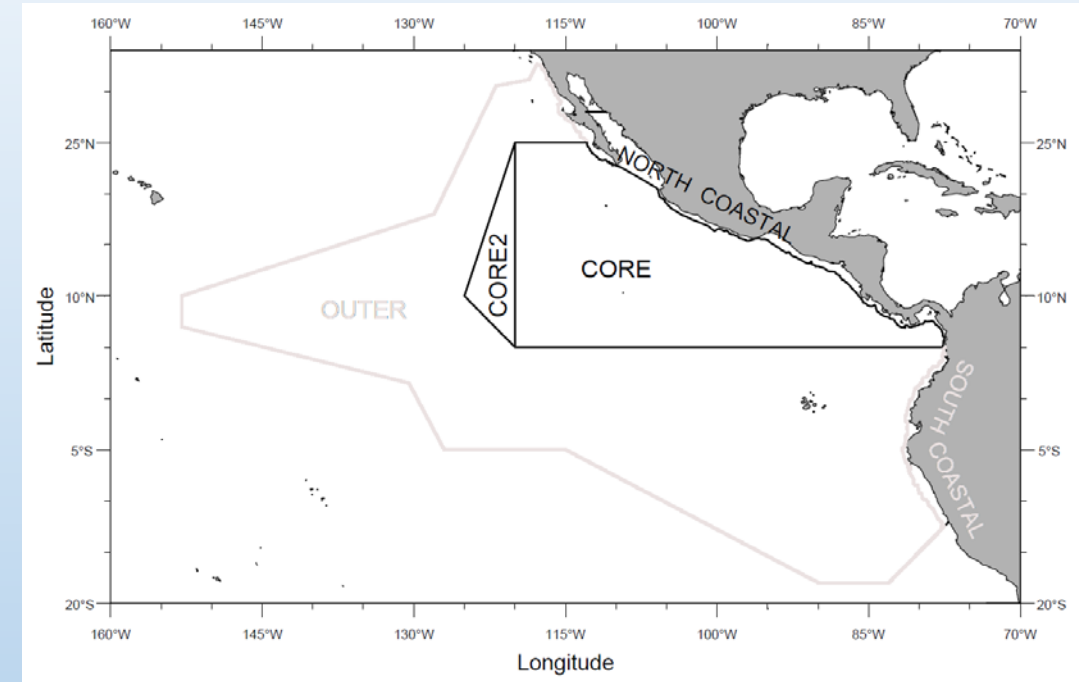 160°W 145°W 130°W 115°W 100°W 85°W 70°W
25°N 25°N
NORTH COASTAL
CORE2
CORE
10°N 10°N
OUTER
Latitude
SOUTH COASTAL
5°S 5°S
20°S 20°S
160°W 145°W 130°W 115°W 100°W 85°W 70°W
Longitude